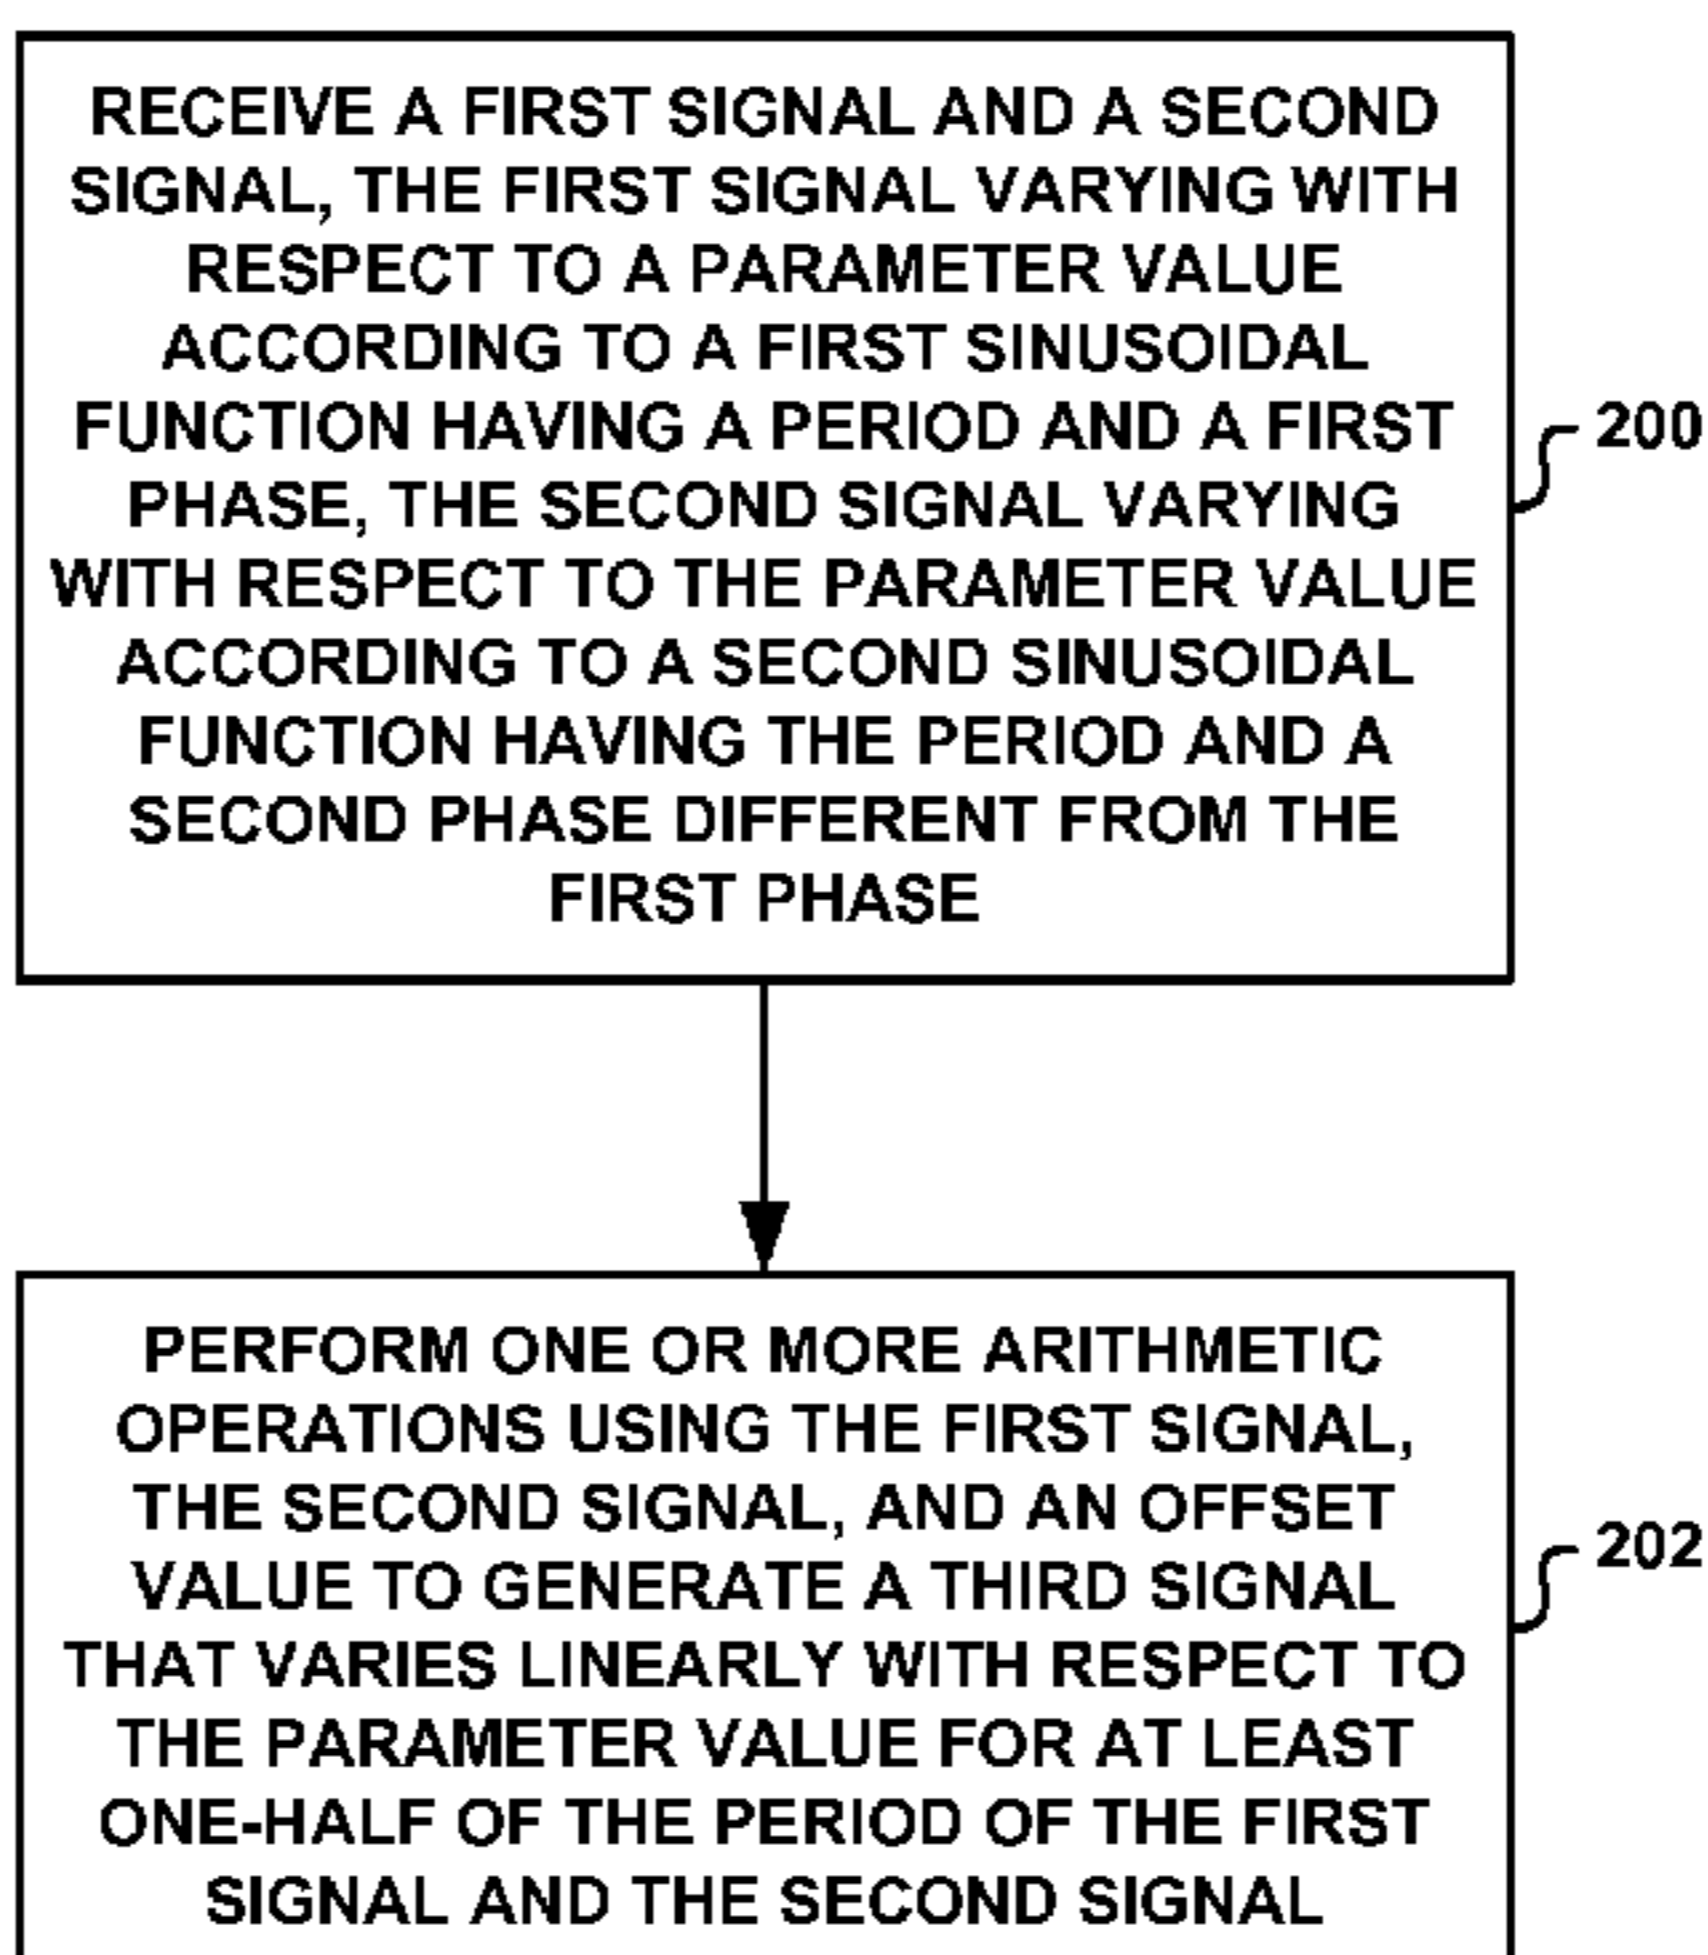 RECEIVE A FIRST SIGNAL AND A SECOND
SIGNAL, THE FIRST SIGNAL VARYING WITH
RESPECT TO A PARAMETER VALUE
ACCORDING TO A FIRST SINUSOIDAL
FUNCTION HAVING A PERIOD AND A FIRST
PHASE, THE SECOND SIGNAL VARYING
WITH RESPECT TO THE PARAMETER VALUE
ACCORDING TO A SECOND SINUSOIDAL
FUNCTION HAVING THE PERIOD AND A
SECOND PHASE DIFFERENT FROM THE
FIRST PHASE
200
PERFORM ONE OR MORE ARITHMETIC
OPERATIONS USING THE FIRST SIGNAL,
THE SECOND SIGNAL, AND AN OFFSET
VALUE TO GENERATE A THIRD SIGNAL
THAT VARIES LINEARLY WITH RESPECT TO
THE PARAMETER VALUE FOR AT LEAST
ONE-HALF OF THE PERIOD OF THE FIRST
SIGNAL AND THE SECOND SIGNAL
202